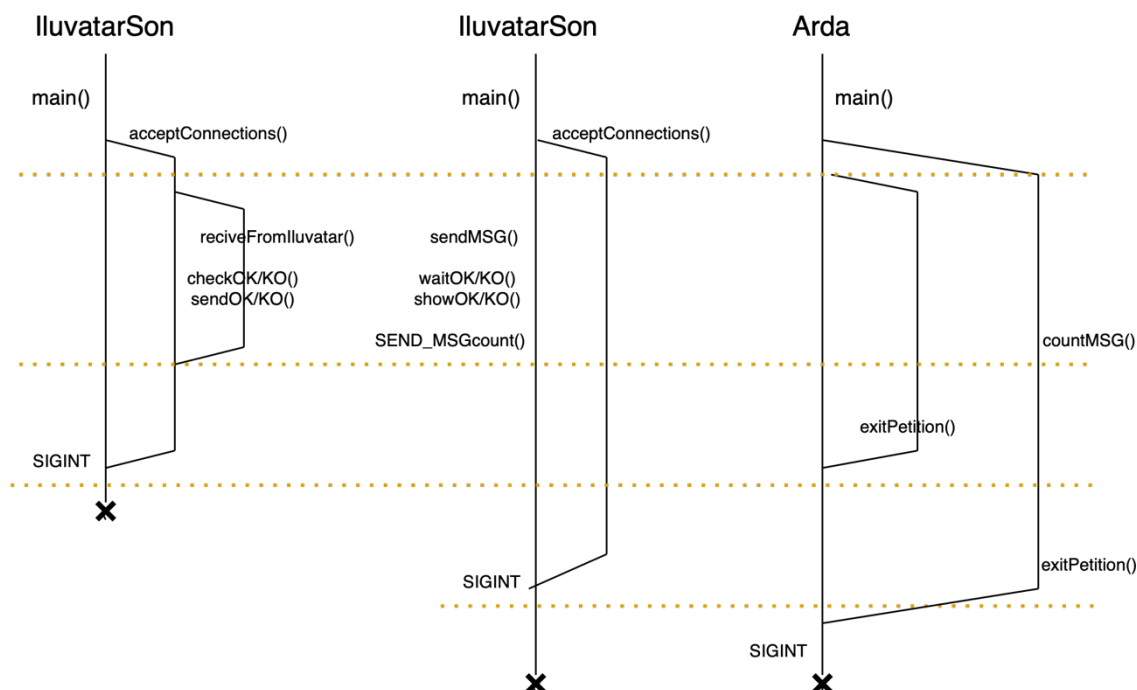 IluvatarSon
IluvatarSon
Arda
main()
main()
main()
acceptConnections()
acceptConnections()
reciveFromIluvatar()
sendMSG()
checkOK/KO()
waitOK/KO()
sendOK/KO()
showOK/KO()
SEND_MSGcount()
countMSG()
exitPetition()
SIGINT
exitPetition()
SIGINT
SIGINT